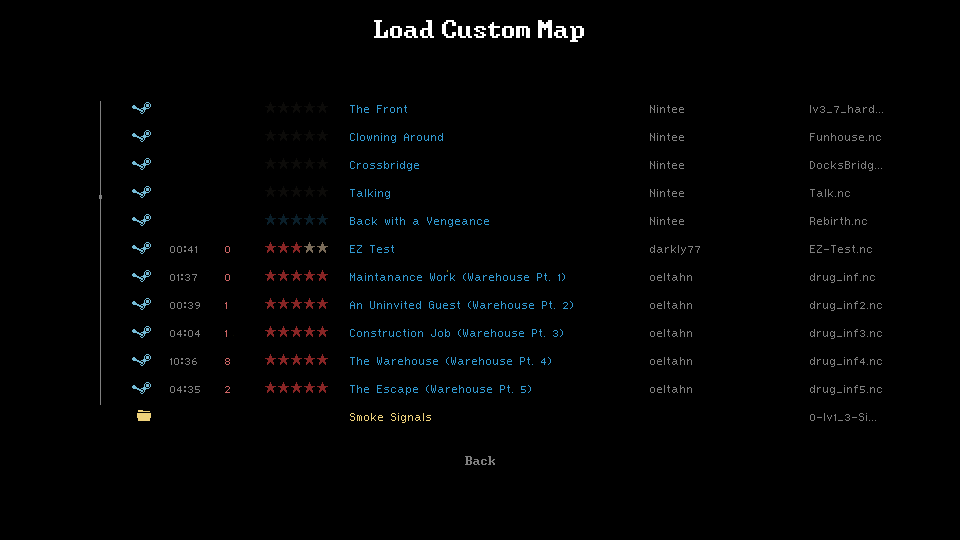 Load Custom Map
The Front Nintee lv3_7_hard...
Clowning Around Nintee Funhouse.nc
Crossbridge Nintee DocksBridg...
Talking Nintee Talk.nc
Back with a Vengeance Nintee Rebirth.nc
00:41 0 EZ Test darkly77 EZ-Test.nc
01:37 0 Maintanance Work (Warehouse Pt. 1) oeltahn drug_inf.nc
00:39 1 An Uninvited Guest (Warehouse Pt. 2) oeltahn drug_inf2.nc
04:04 1 Construction Job (Warehouse Pt. 3) oeltahn drug_inf3.nc
10:36 8 The Warehouse (Warehouse Pt. 4) oeltahn drug_inf4.nc
04:35 2 The Escape (Warehouse Pt. 5) oeltahn drug_inf5.nc
Smoke Signals 0-lv1_3-Si...
Back